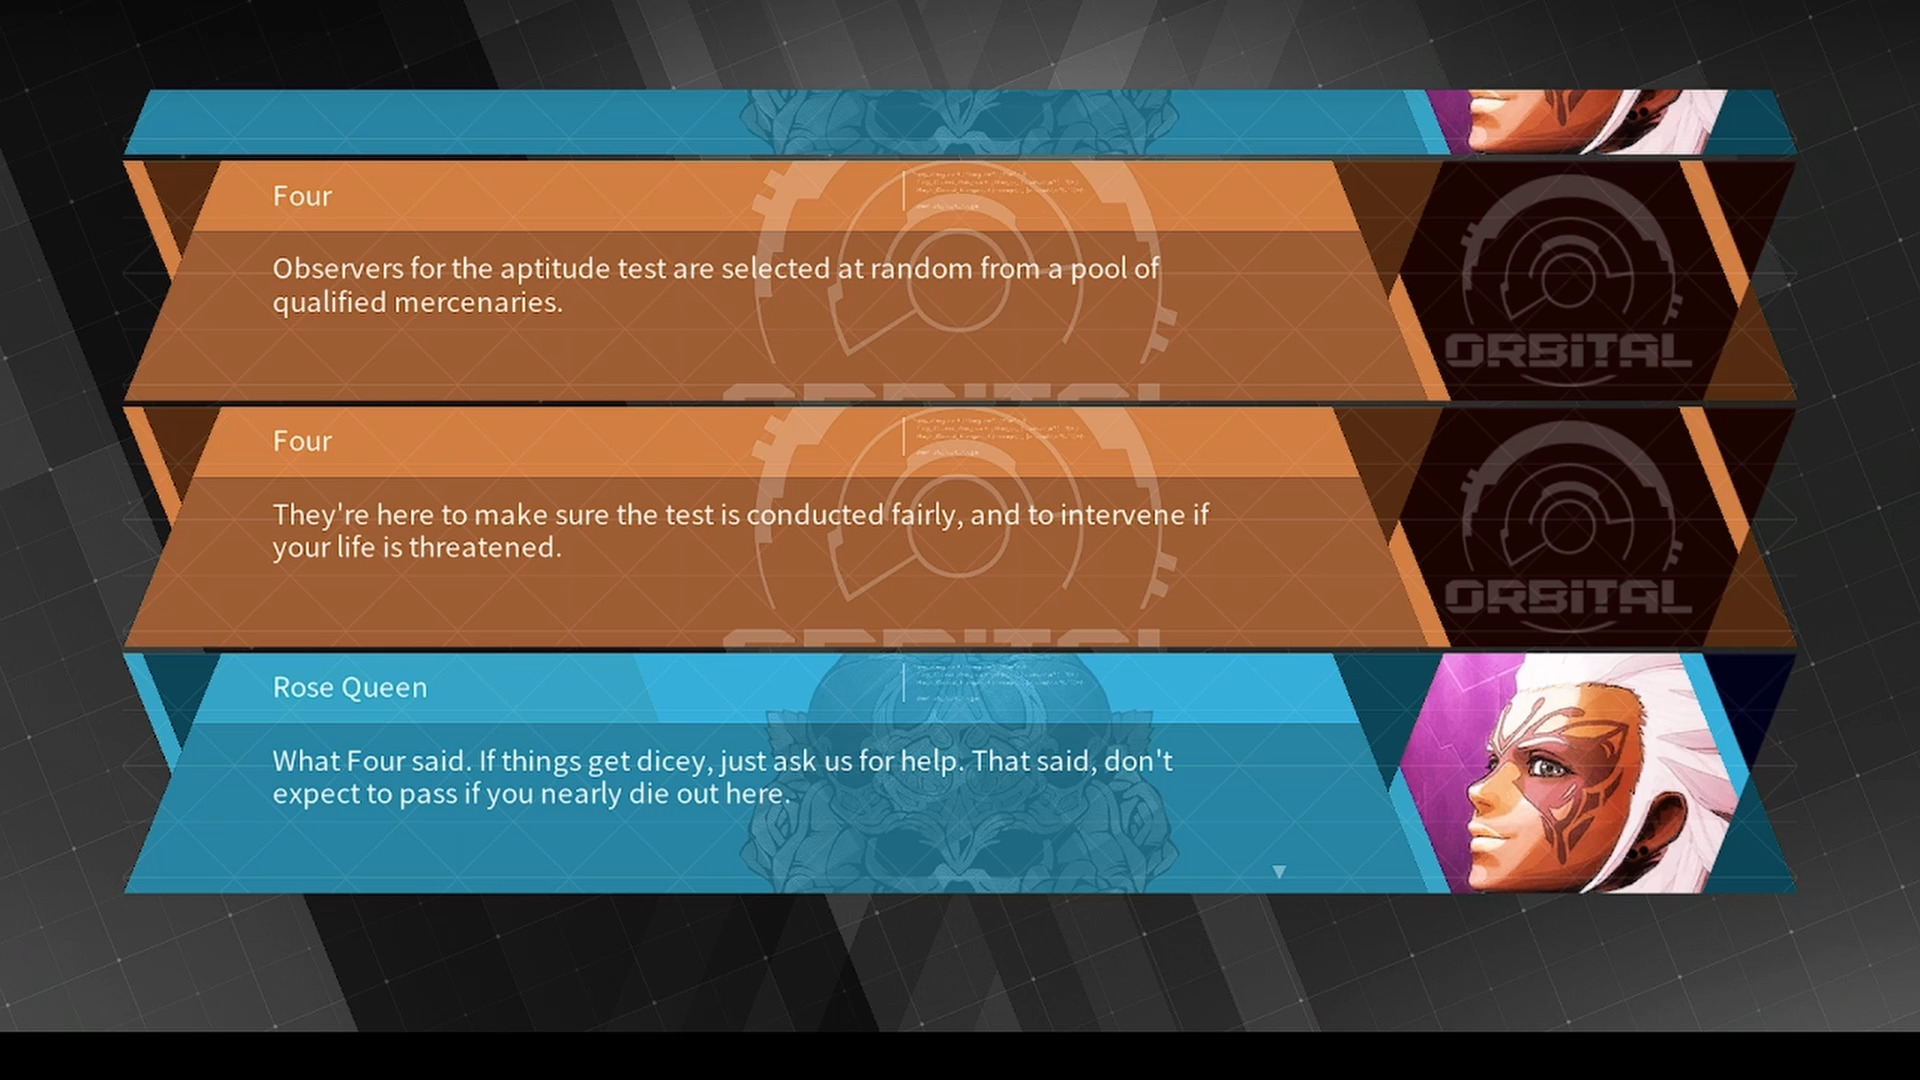 Four
Observers for the aptitude test are selected at random from a pool of
qualified mercenaries.
ORBITAL
Four
They're here to make sure the test is conducted fairly, and to intervene if
your life is threatened.
ORBITAL
Rose Queen
What Four said. If things get dicey, just ask us for help. That said, don't
expect to pass if you nearly die out here.